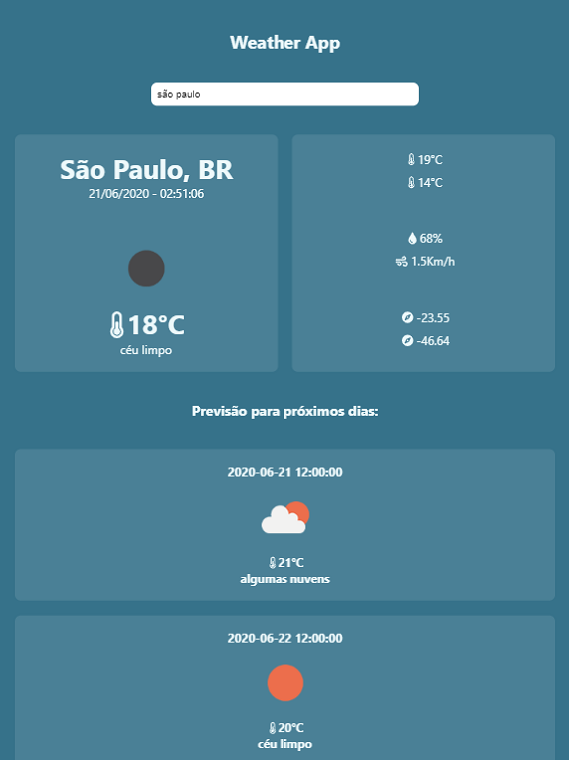 Weather App
são paulo
São Paulo, BR
21/06/2020 - 02:51:06
18°C
céu limpo
19°C
14°C
68%
1.5Km/h
-23.55
-46.64
Previsão para próximos dias:
2020-06-21 12:00:00
21°C
algumas nuvens
2020-06-22 12:00:00
20°C
céu limpo